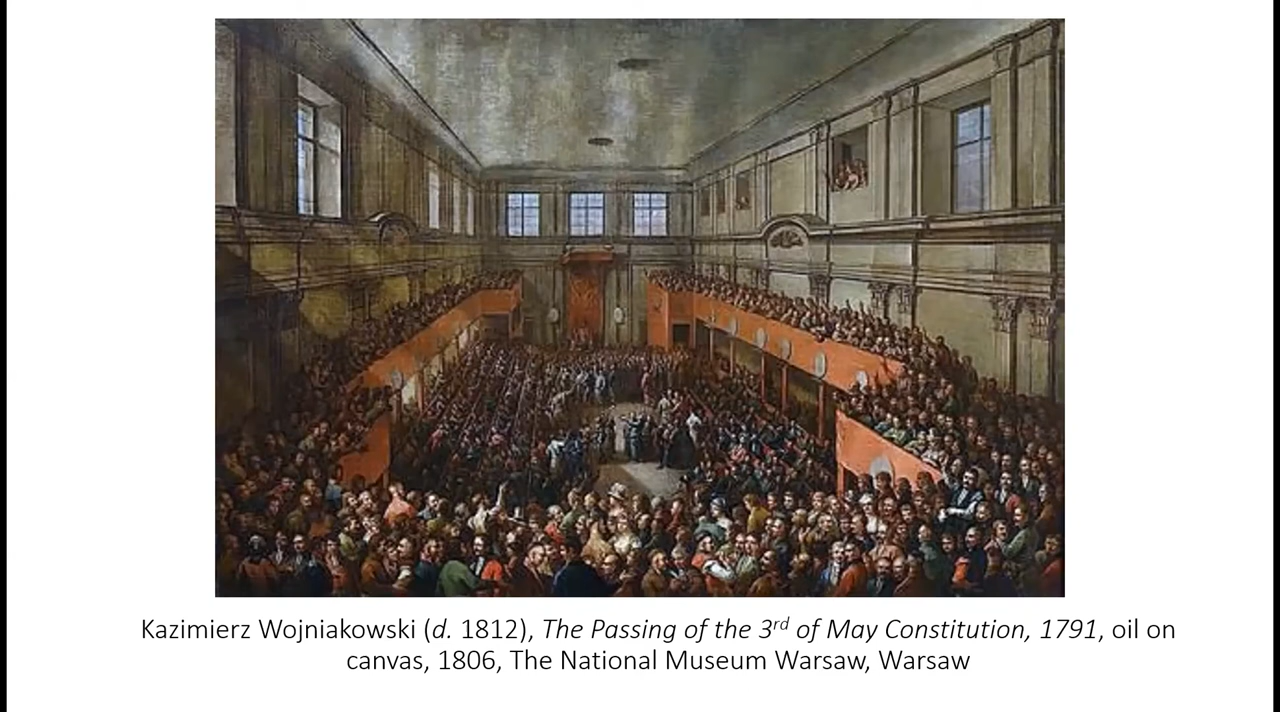 Kazimierz Wojniakowski (d. 1812), The Passing of the 3rd of May Constitution, 1791, oil on
canvas, 1806, The National Museum Warsaw, Warsaw